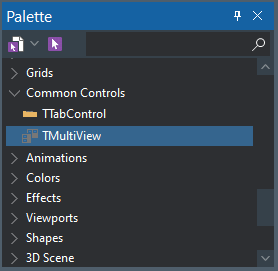 Palette
Grids
Common Controls
TTabControl
TMultiView
Animations
Colors
Effects
Viewports
Shapes
3D Scene